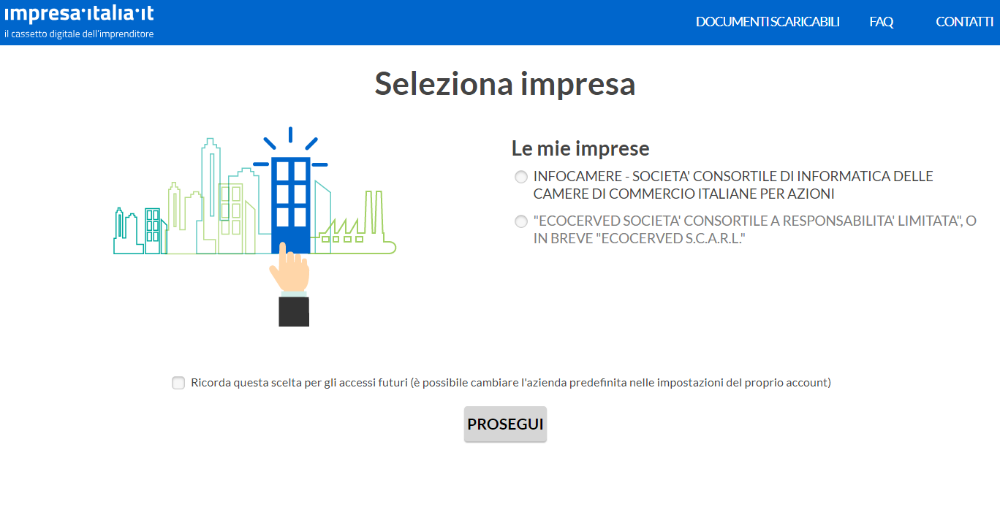 impresa·italia·it
il cassetto digitale dell'imprenditore
DOCUMENTI SCARICABILI
FAQ
CONTATTI
Seleziona impresa
Le mie imprese
INFOCAMERE - SOCIETA' CONSORTILE DI INFORMATICA DELLE
CAMERE DI COMMERCIO ITALIANE PER AZIONI
"ECOCERVED SOCIETA' CONSORTILE A RESPONSABILITA' LIMITATA", O
IN BREVE "ECOCERVED S.C.A.R.L."
Ricorda questa scelta per gli accessi futuri (è possibile cambiare l'azienda predefinita nelle impostazioni del proprio account)
PROSEGUI